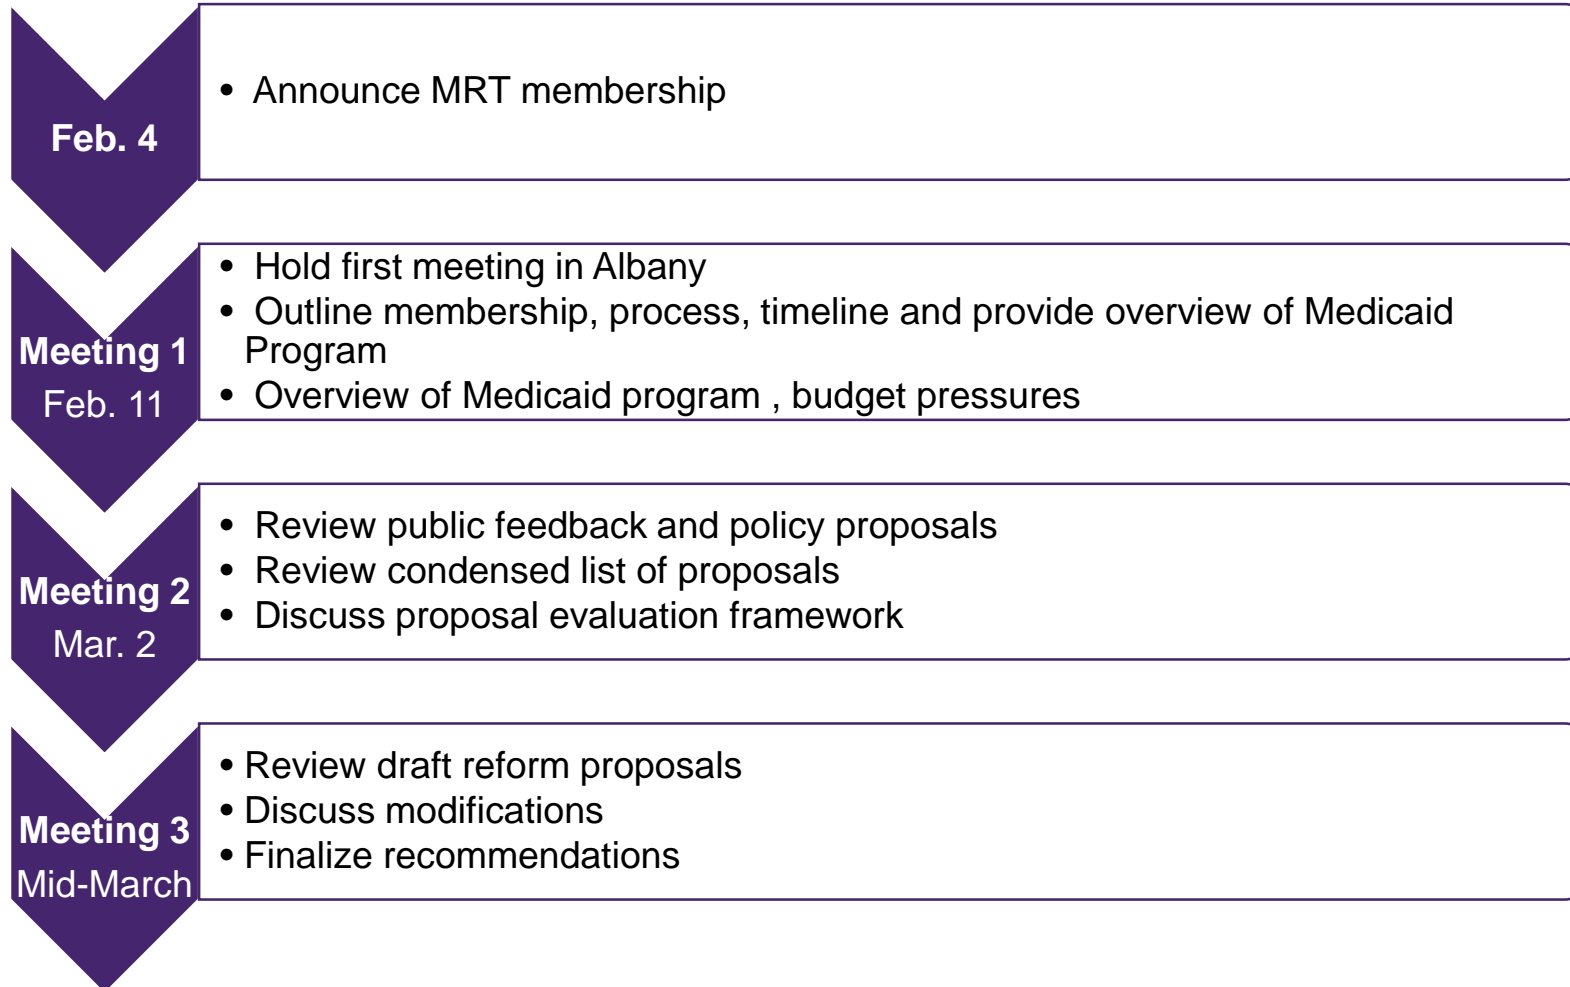 Feb. 4
• Announce MRT membership
Meeting 1
Feb. 11
• Hold first meeting in Albany
• Outline membership, process, timeline and provide overview of Medicaid
Program
• Overview of Medicaid program , budget pressures
Meeting 2
Mar. 2
• Review public feedback and policy proposals
• Review condensed list of proposals
• Discuss proposal evaluation framework
Meeting 3
Mid-March
• Review draft reform proposals
• Discuss modifications
• Finalize recommendations